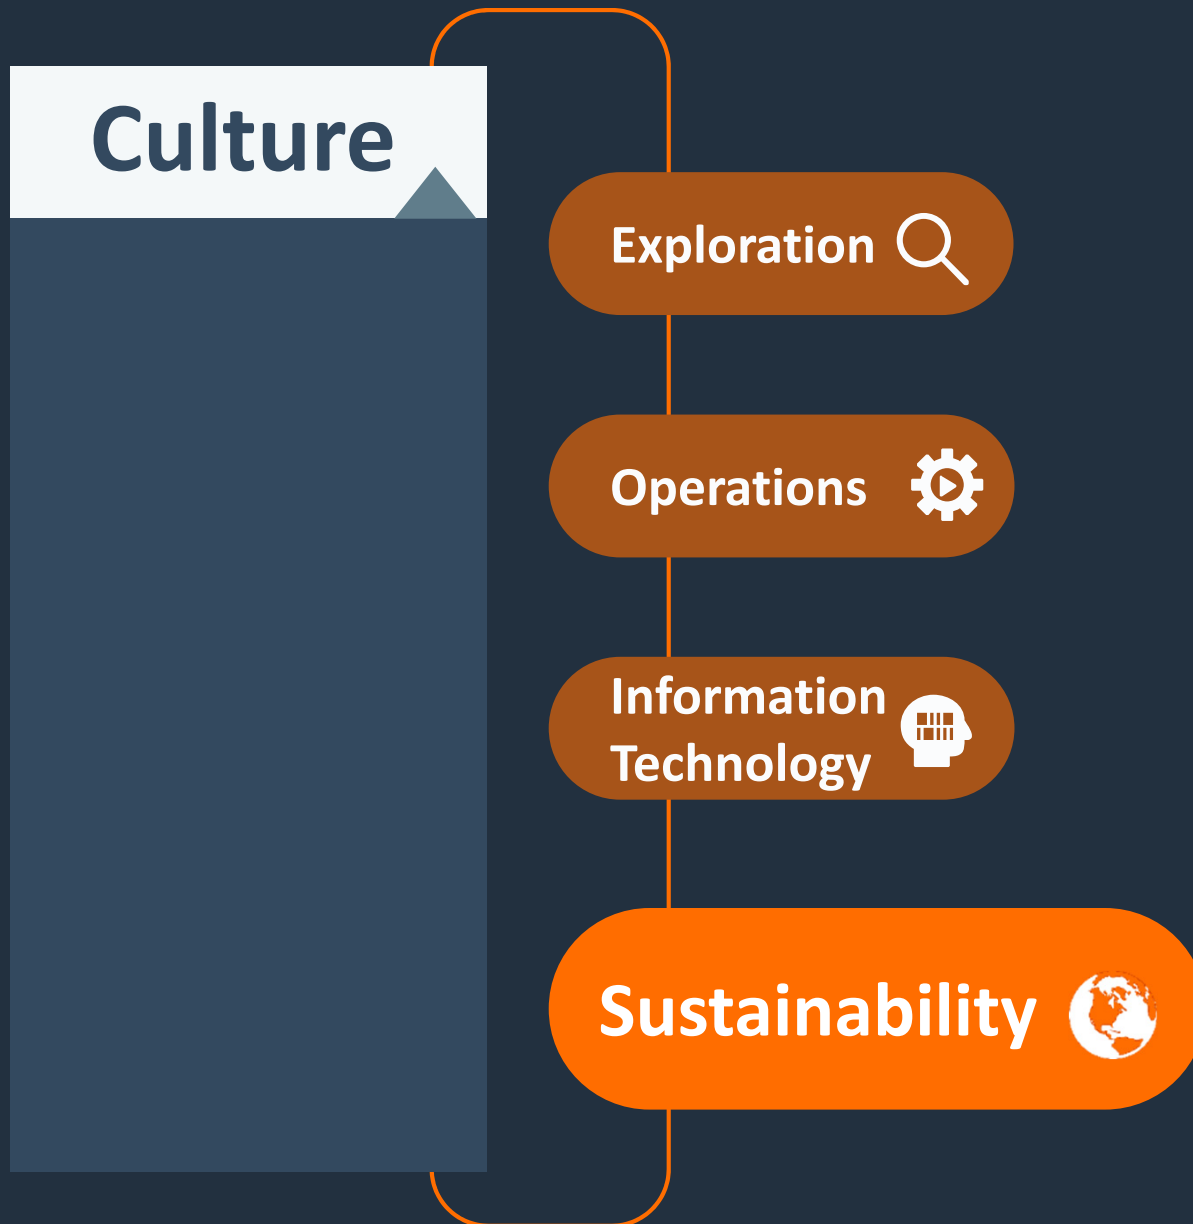 Culture
Exploration
Operations
Information
Technology
Sustainability